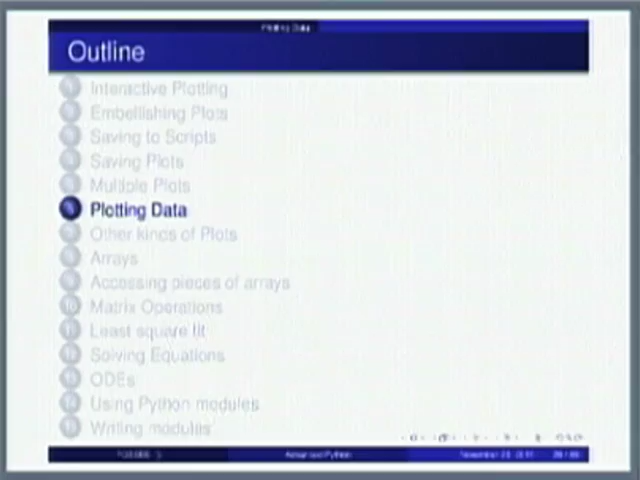 Plotting Data
Outline
Interactive Plotting
Embellishing Plots
Saving to Scripts
Saving Plots
Multiple Plots
Plotting Data
Other kinds of Plots
Arrays
Accessing pieces of arrays
10 Matrix Operations
Least square fit
Solving Equations
ODEs
Using Python modules
Writing modules
Advanced Python